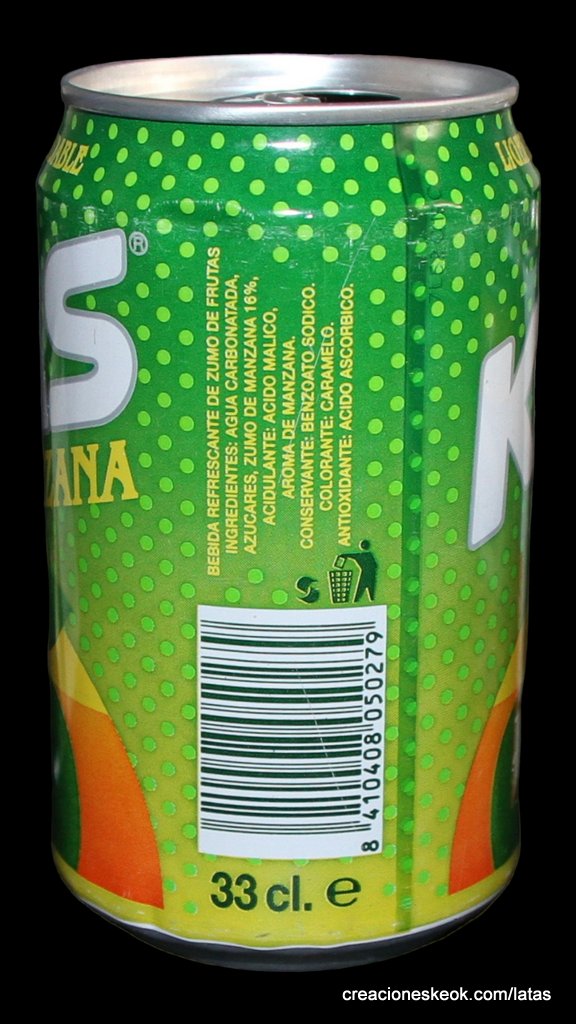 DABLE
S®
ZANA
BEBIDA REFRESCANTE DE ZUMO DE FRUTAS
INGREDIENTES: AGUA CARBONATADA,
AZUCARES, ZUMO DE MANZANA 16%,
ACIDULANTE: ACIDO MALICO,
AROMA DE MANZANA.
CONSERVANTE: BENZOATO SODICO.
COLORANTE: CARAMELO.
ANTIOXIDANTE: ACIDO ASCORBICO.
K
8 410408 050279
33 cl. e
creacioneskeok.com/latas